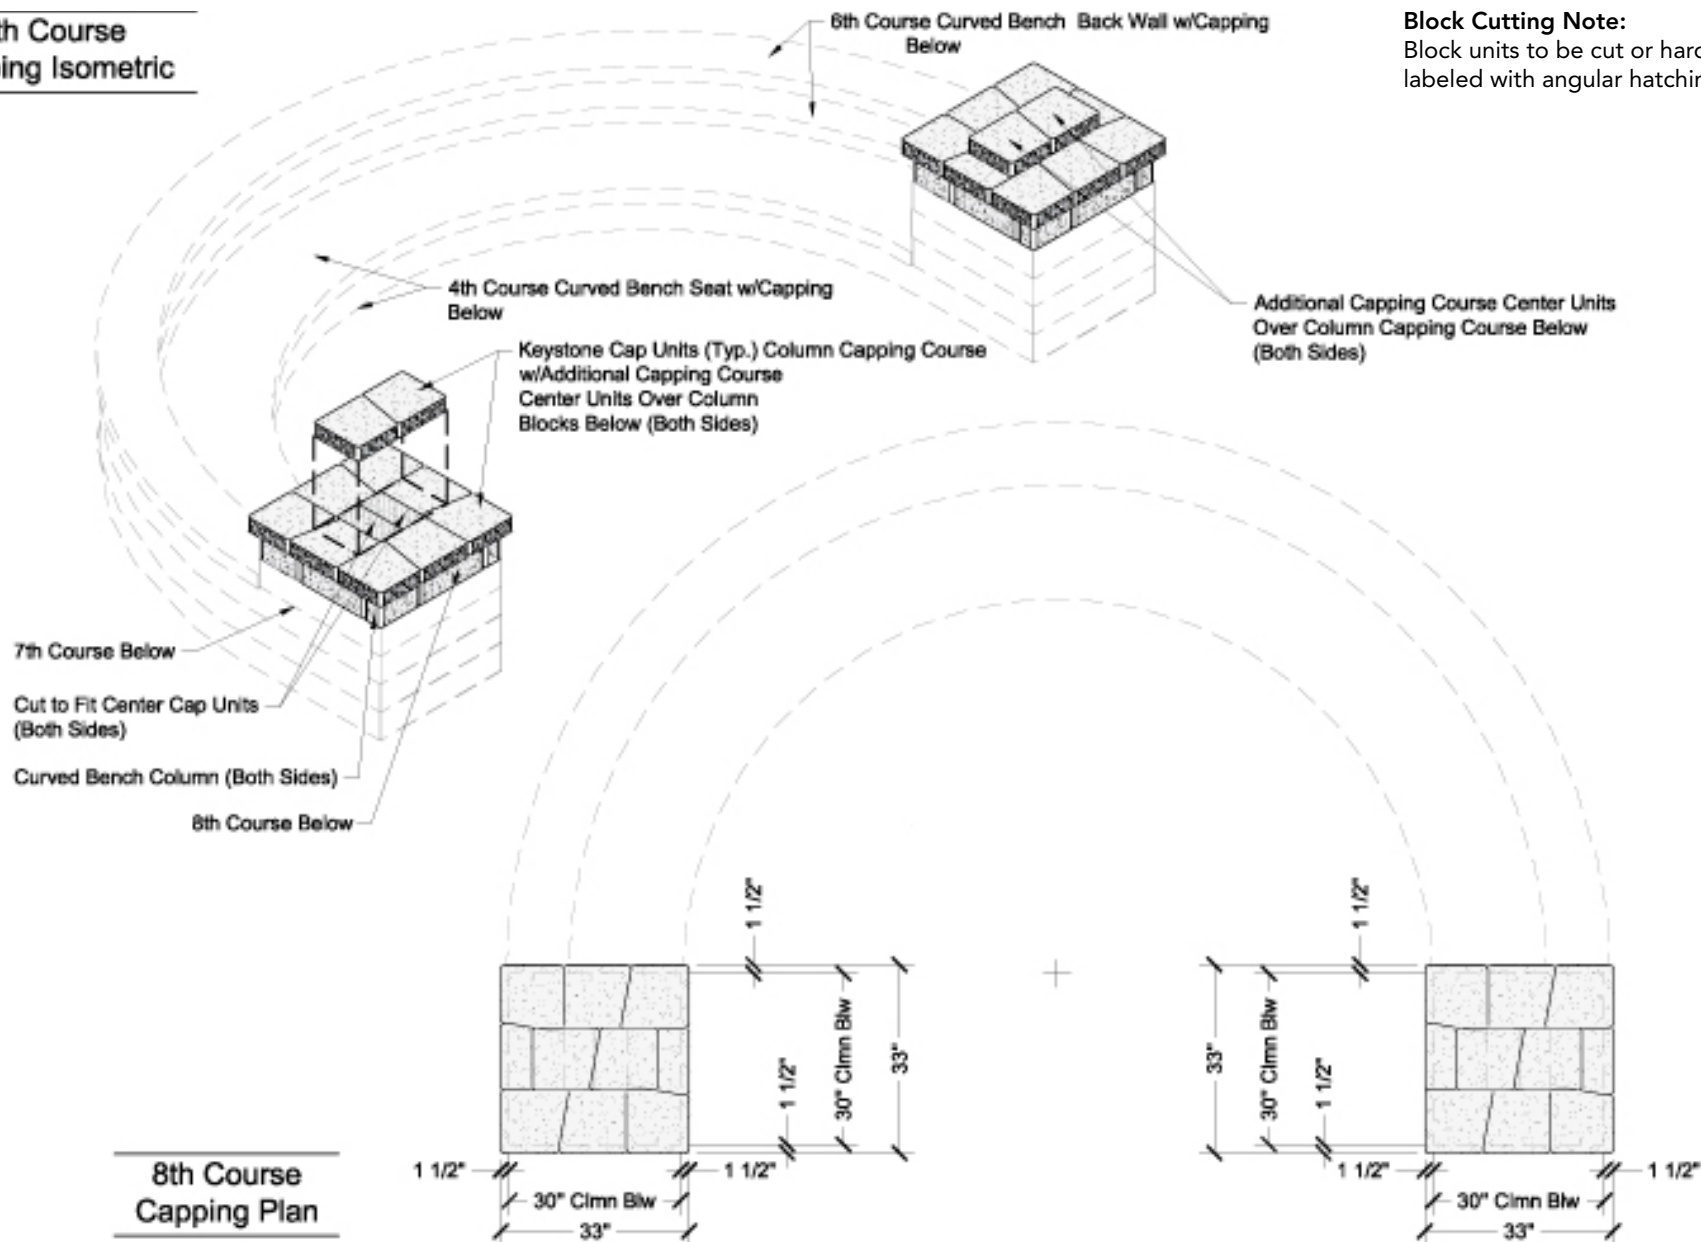 th Course
ing Isometric
6th Course Curved Bench Back Wall w/Capping
Below
Block Cutting Note:
Block units to be cut or hard
labeled with angular hatchin
4th Course Curved Bench Seat w/Capping
Below
Additional Capping Course Center Units
Over Column Capping Course Below
(Both Sides)
Keystone Cap Units (Typ.) Column Capping Course
w/Additional Capping Course
Center Units Over Column
Blocks Below (Both Sides)
7th Course Below
Cut to Fit Center Cap Units
(Both Sides)
Curved Bench Column (Both Sides)
8th Course Below
1 1/2"
30" Clmn Blw
33"
1 1/2"
1 1/2"
33"
30" Clmn Blw
1 1/2"
8th Course
Capping Plan
1 1/2"
1 1/2"
30" Clmn Blw
33"
1 1/2"
1 1/2"
30" Clmn Blw
33"